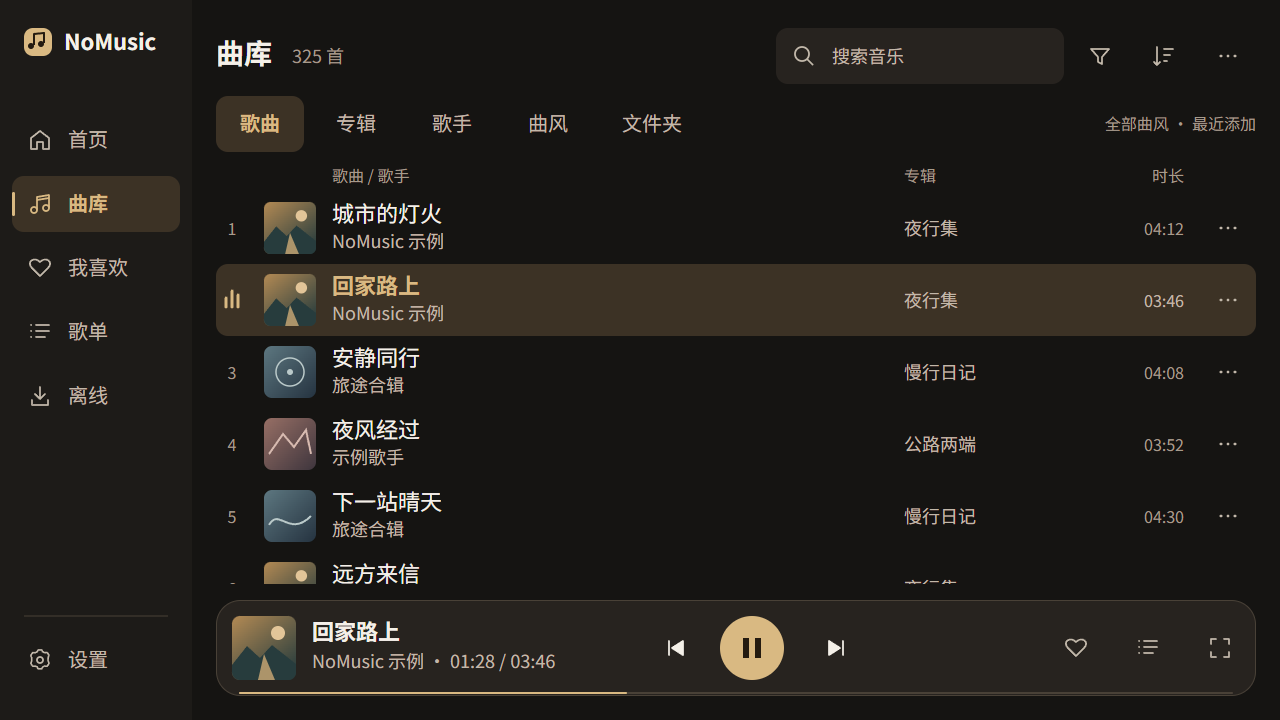 NoMusic
首页
曲库
我喜欢
歌单
离线
设置
曲库 325 首
搜索音乐
歌曲 专辑 歌手 曲风 文件夹
全部曲风 • 最近添加
歌曲 / 歌手 专辑 时长
1 城市的灯火 夜行集 04:12
NoMusic 示例
回家路上 夜行集 03:46
NoMusic 示例
3 安静同行 慢行日记 04:08
旅途合辑
4 夜风经过 公路两端 03:52
示例歌手
5 下一站晴天 慢行日记 04:30
旅途合辑
远方来信
回家路上
NoMusic 示例 • 01:28 / 03:46